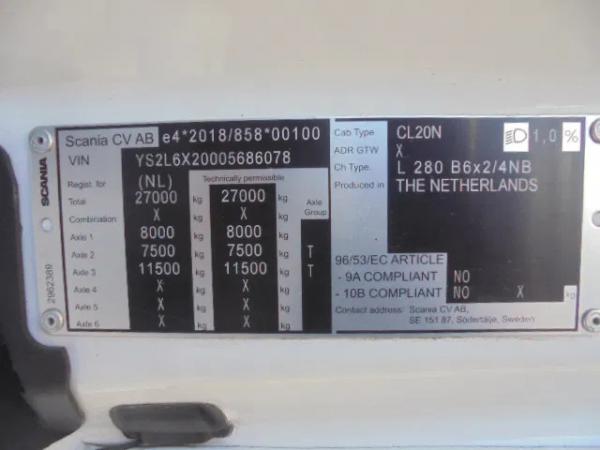 SCANIA
2962389
Scania CV AB e4*2018/858*00100
VIN YS2L6X20005686078
Regist. for (NL) Technically permissible
Total 27000 kg 27000 kg Axle Group
Combination X kg X kg
Axle 1 8000 kg 8000 kg
Axle 2 7500 kg 7500 kg T
Axle 3 11500 kg 11500 kg T
Axle 4 X kg X kg
Axle 5 X kg X kg
Axle 6 X kg X kg
Cab Type CL20N 1,0 %
ADR GTW X
Ch Type. L 280 B6x2/4NB
Produced in THE NETHERLANDS
96/53/EC ARTICLE
- 9A COMPLIANT NO
- 10B COMPLIANT NO X kg
Contact address: Scania CV AB,
SE 151 87, Södertälje, Sweden